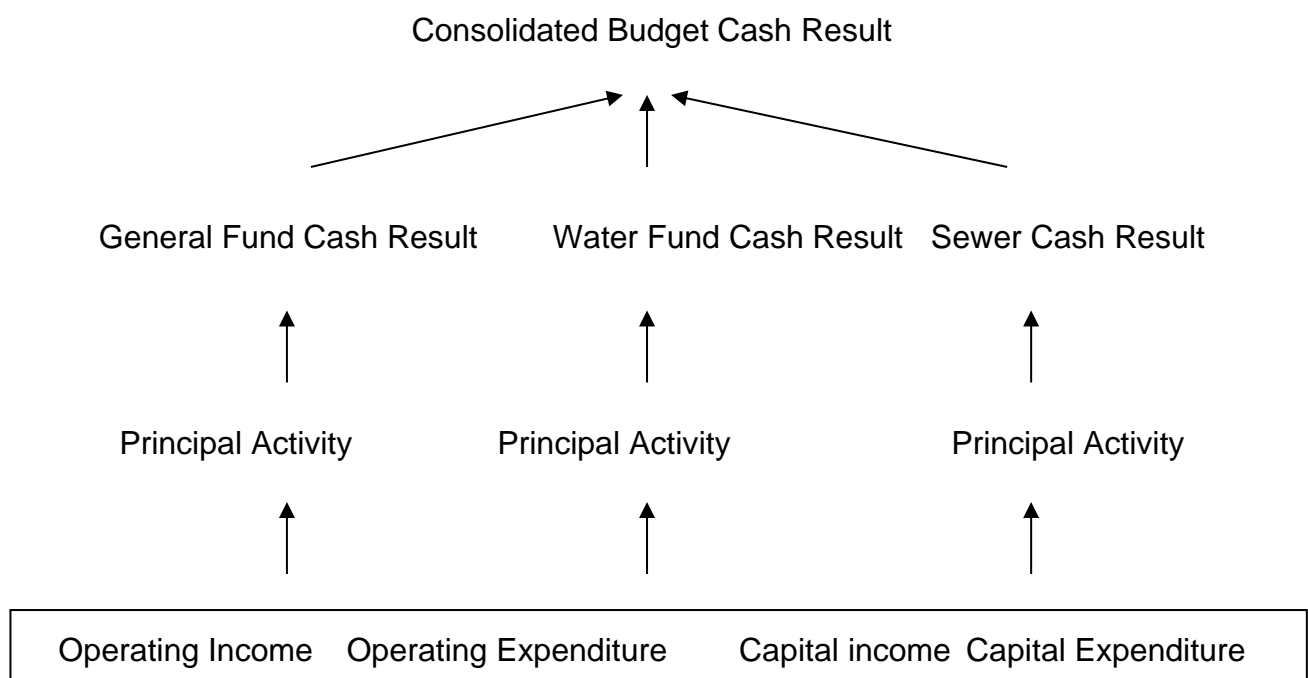 Consolidated Budget Cash Result
General Fund Cash Result Water Fund Cash Result Sewer Cash Result
Principal Activity Principal Activity Principal Activity
Operating Income Operating Expenditure Capital income Capital Expenditure